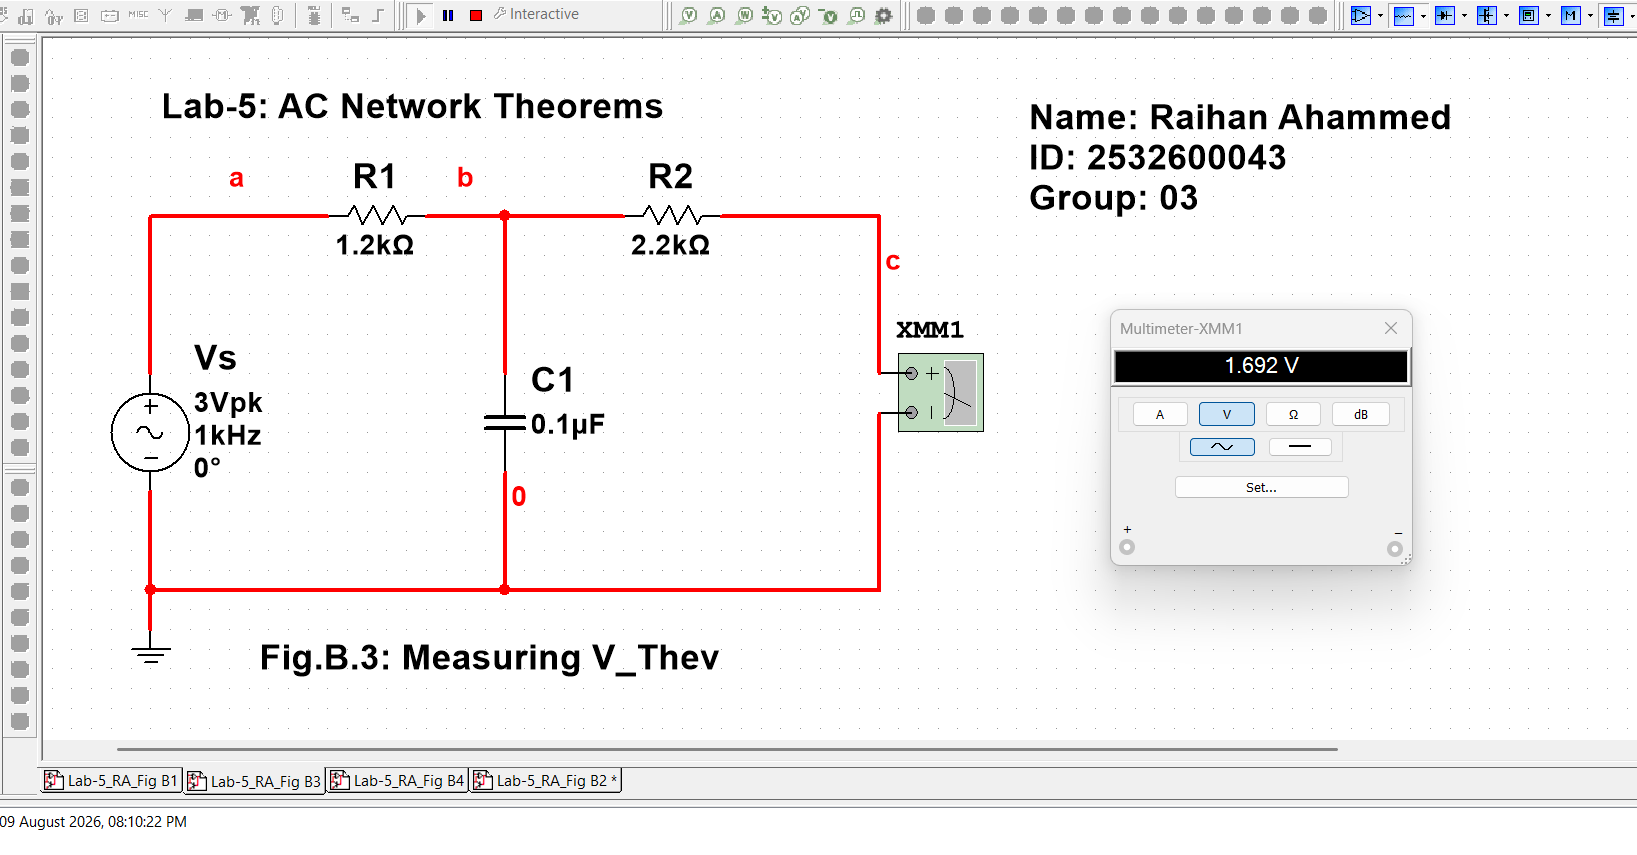 MISC
Interactive
Lab-5: AC Network Theorems
Name: Raihan Ahammed
ID: 2532600043
Group: 03
a
R1
b
R2
1.2kΩ
2.2kΩ
c
XMM1
Multimeter-XMM1
1.692 V
A
V
Ω
dB
Set...
+
−
Vs
3Vpk
1kHz
0°
C1
0.1µF
0
Fig.B.3: Measuring V_Thev
Lab-5_RA_Fig B1
Lab-5_RA_Fig B3
Lab-5_RA_Fig B4
Lab-5_RA_Fig B2 *
09 August 2026, 08:10:22 PM